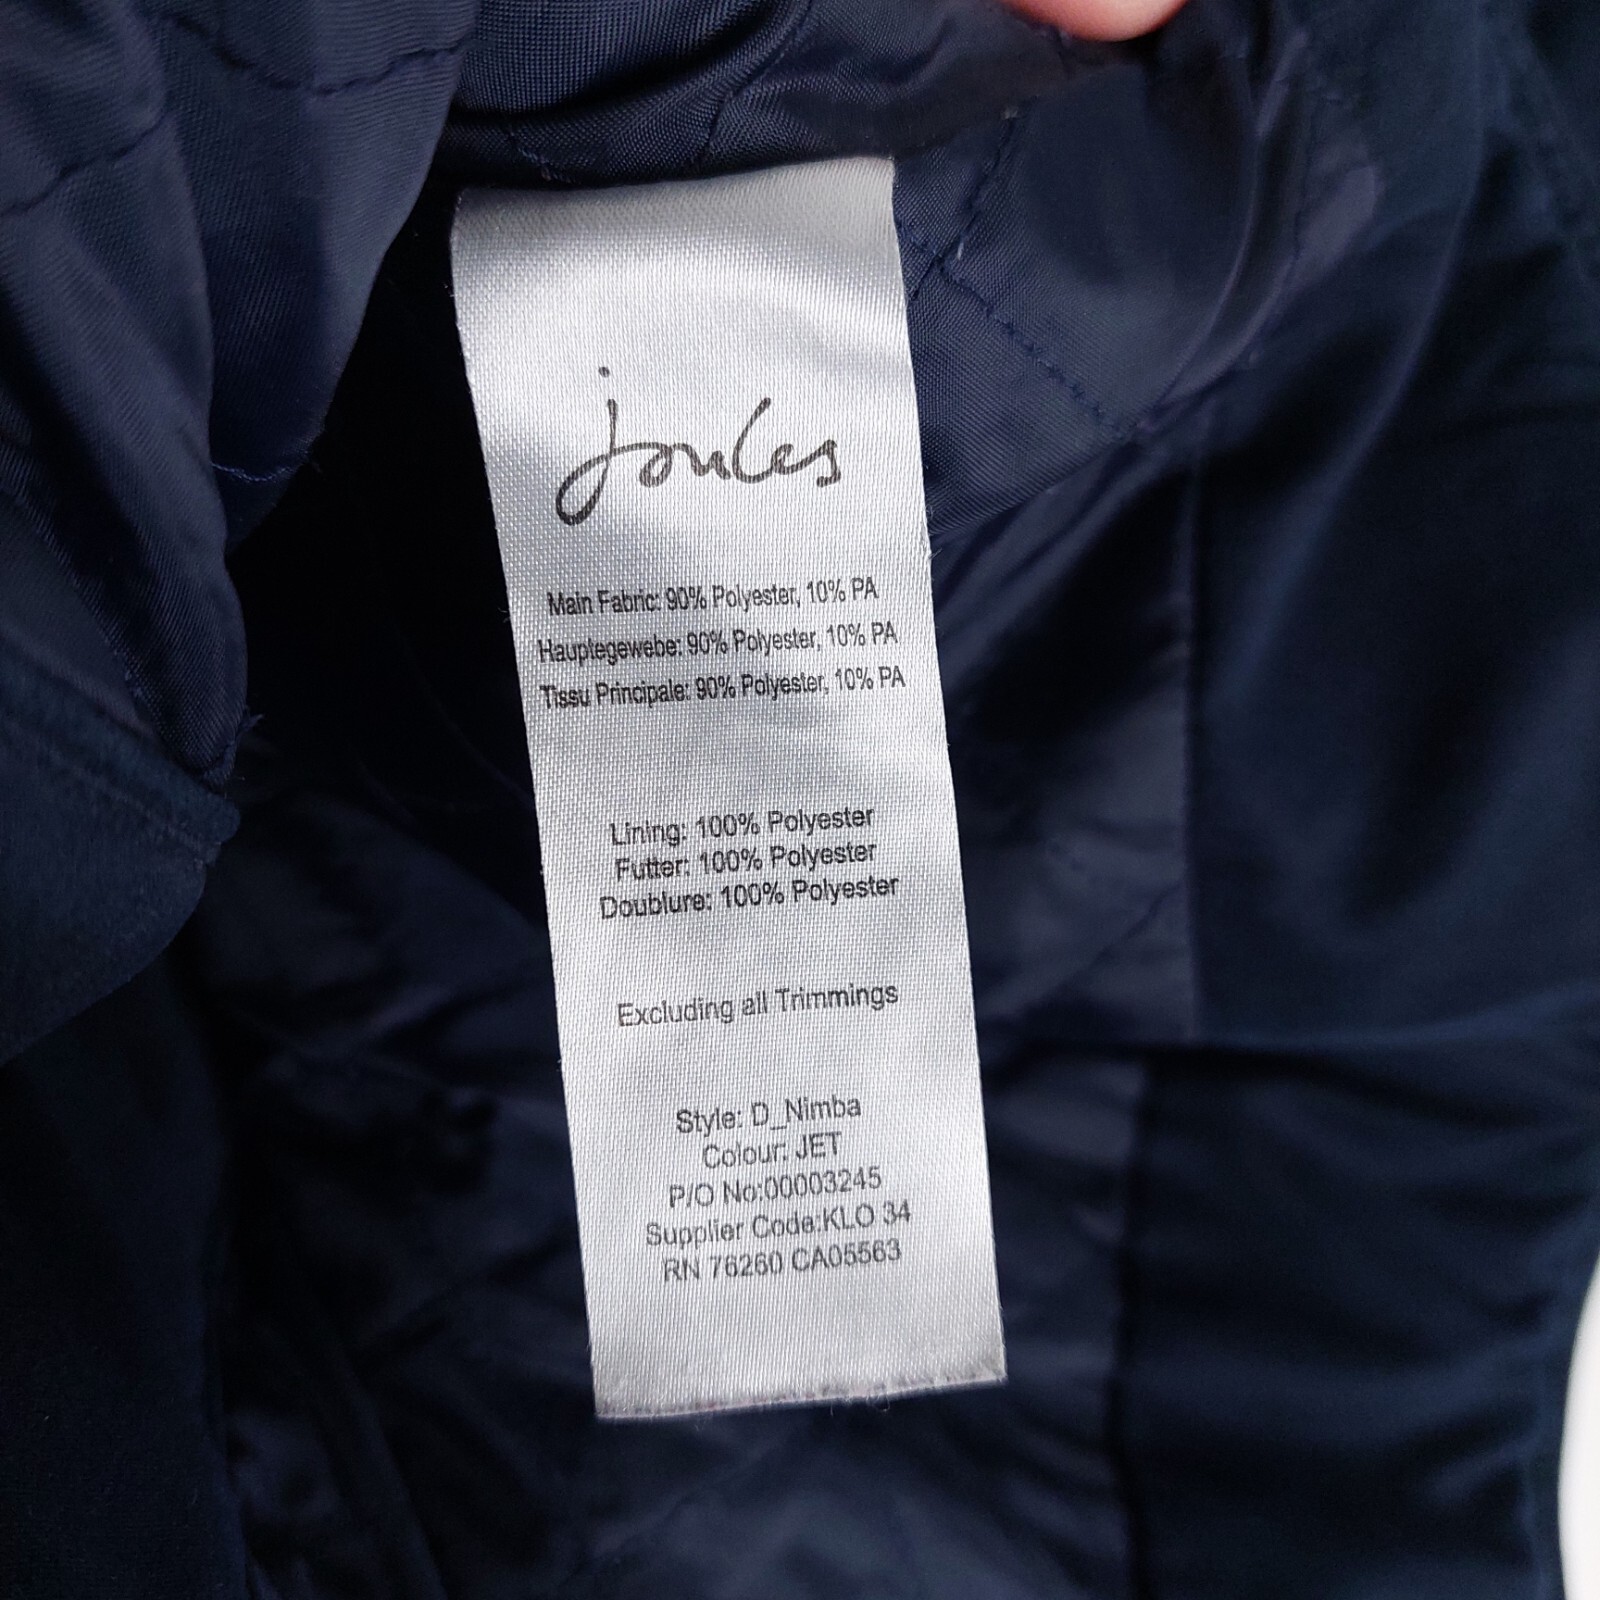 joules
Main Fabric: 90% Polyester, 10% PA
Hauptegewebe: 90% Polyester, 10% PA
Tissu Principale: 90% Polyester, 10% PA
Lining: 100% Polyester
Futter: 100% Polyester
Doublure: 100% Polyester
Excluding all Trimmings
Style: D_Nimba
Colour: JET
P/O No:00003245
Supplier Code:KLO 34
RN 76260 CA05563